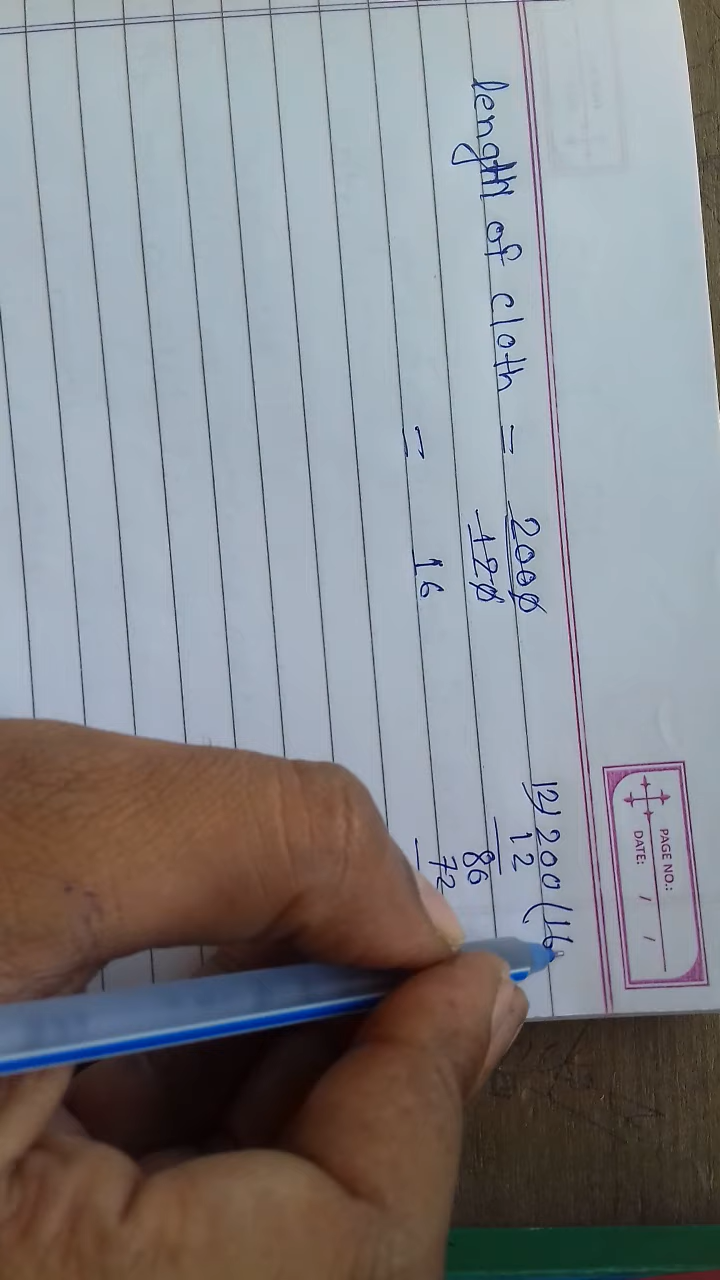 PAGE NO.:
DATE: / /
length of cloth = 2000
120
= 16
12) 200 (16
12
80
72